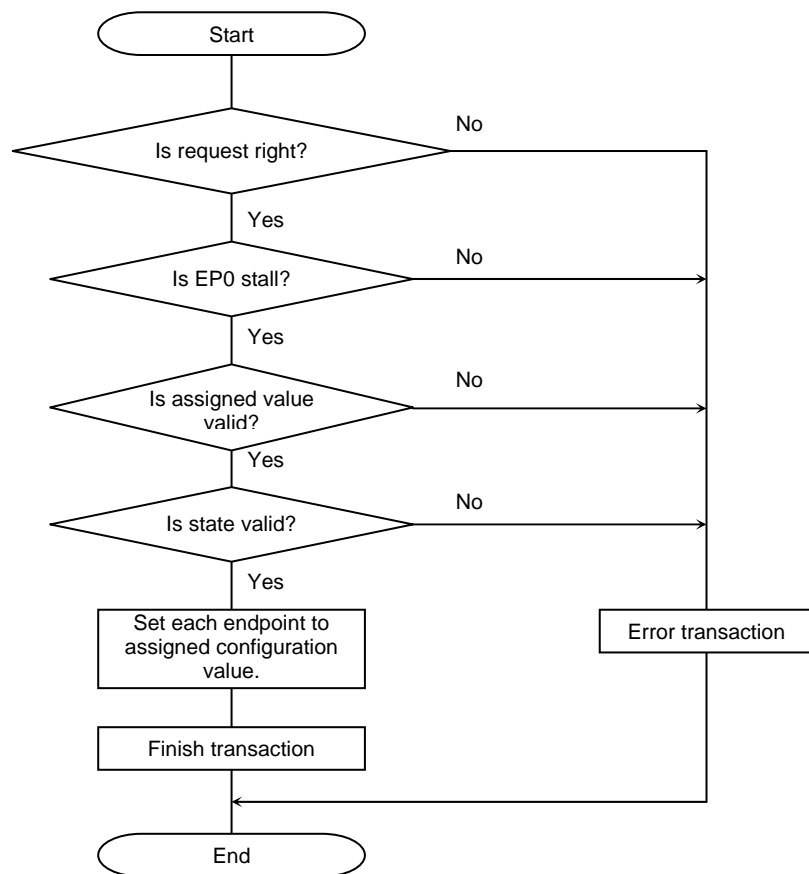 Start
Is request right?
No
Yes
Is EP0 stall?
No
Yes
Is assigned value
valid?
No
Yes
Is state valid?
No
Yes
Set each endpoint to
assigned configuration
value.
Error transaction
Finish transaction
End